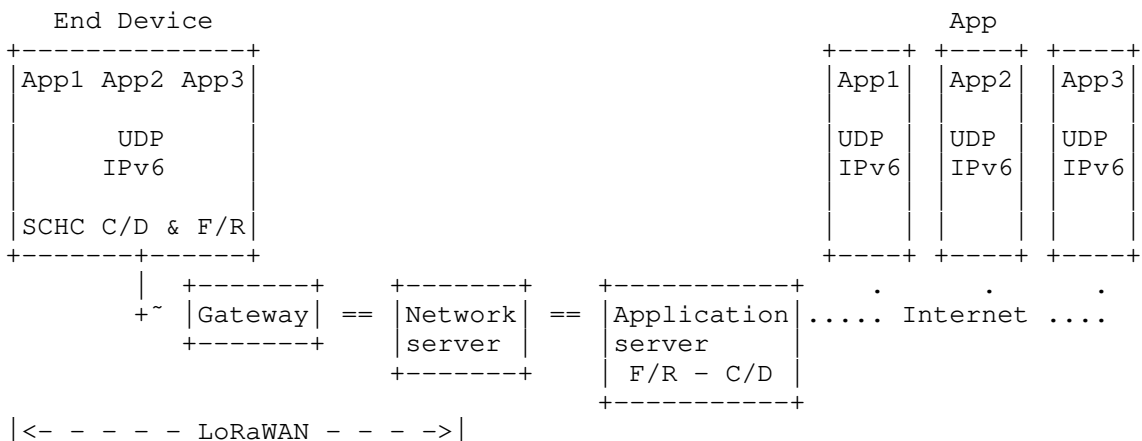 End Device App
App1 App2 App3 App1 App2 App3
UDP UDP UDP UDP
IPv6 IPv6 IPv6 IPv6
SCHC C/D & F/R
+~ Gateway == Network == Application ..... Internet ....
server server
F/R - C/D
|<- - - - - LoRaWAN - - - ->|